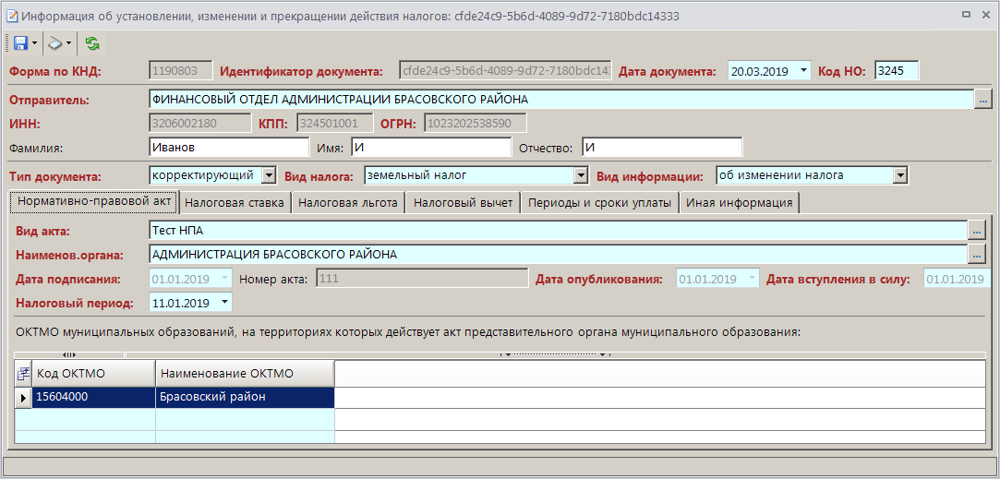 Информация об установлении, изменении и прекращении действия налогов: cfde24c9-5b6d-4089-9d72-7180bdc14333
Форма по КНД: 1190803 Идентификатор документа: cfde24c9-5b6d-4089-9d72-7180bdc143 Дата документа: 20.03.2019 Код НО: 3245
Отправитель: ФИНАНСОВЫЙ ОТДЕЛ АДМИНИСТРАЦИИ БРАСОВСКОГО РАЙОНА ...
ИНН: 3206002180 КПП: 324501001 ОГРН: 1023202538590
Фамилия: Иванов Имя: И Отчество: И
Тип документа: корректирующий Вид налога: земельный налог Вид информации: об изменении налога
Нормативно-правовой акт Налоговая ставка Налоговая льгота Налоговый вычет Периоды и сроки уплаты Иная информация
Вид акта: Тест НПА ...
Наименов.органа: АДМИНИСТРАЦИЯ БРАСОВСКОГО РАЙОНА ...
Дата подписания: 01.01.2019 Номер акта: 111 Дата опубликования: 01.01.2019 Дата вступления в силу: 01.01.2019
Налоговый период: 11.01.2019
ОКТМО муниципальных образований, на территориях которых действует акт представительного органа муниципального образования:
Код ОКТМО Наименование ОКТМО
15604000 Брасовский район